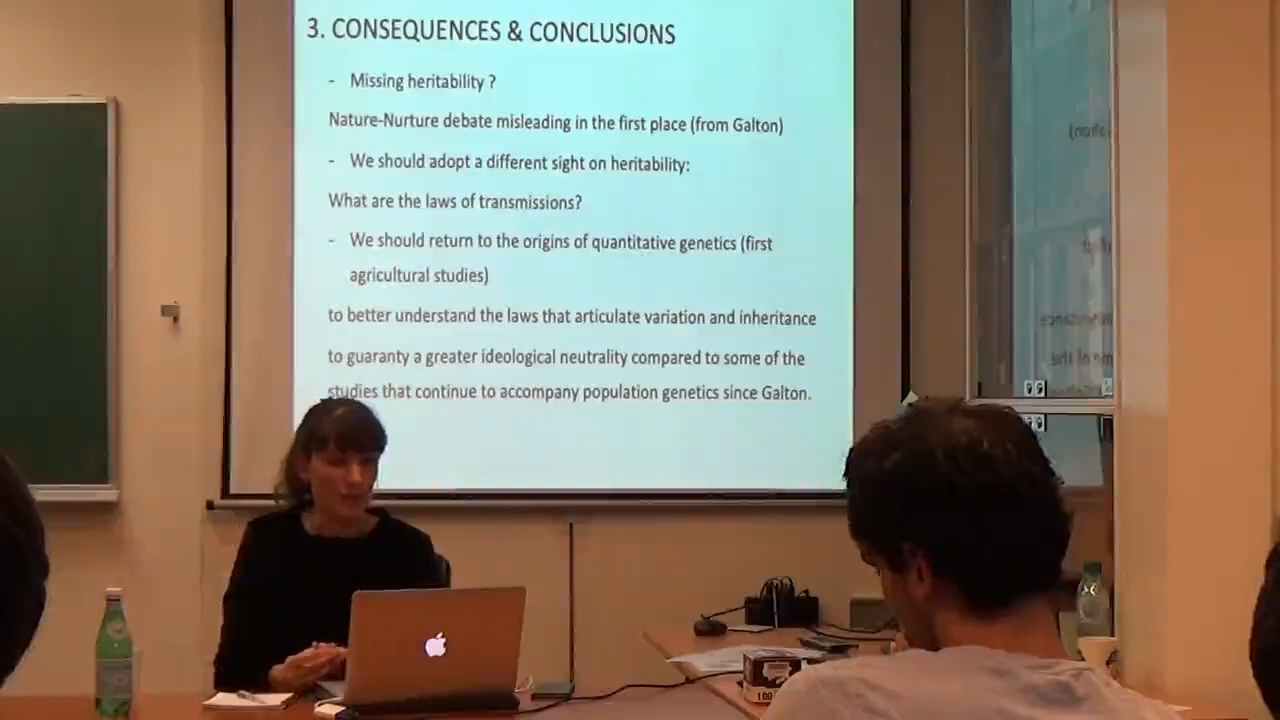 3. CONSEQUENCES & CONCLUSIONS
- Missing heritability ?
Nature-Nurture debate misleading in the first place (from Galton)
- We should adopt a different sight on heritability:
What are the laws of transmissions?
- We should return to the origins of quantitative genetics (first
agricultural studies)
to better understand the laws that articulate variation and inheritance
to guaranty a greater ideological neutrality compared to some of the
studies that continue to accompany population genetics since Galton.
100